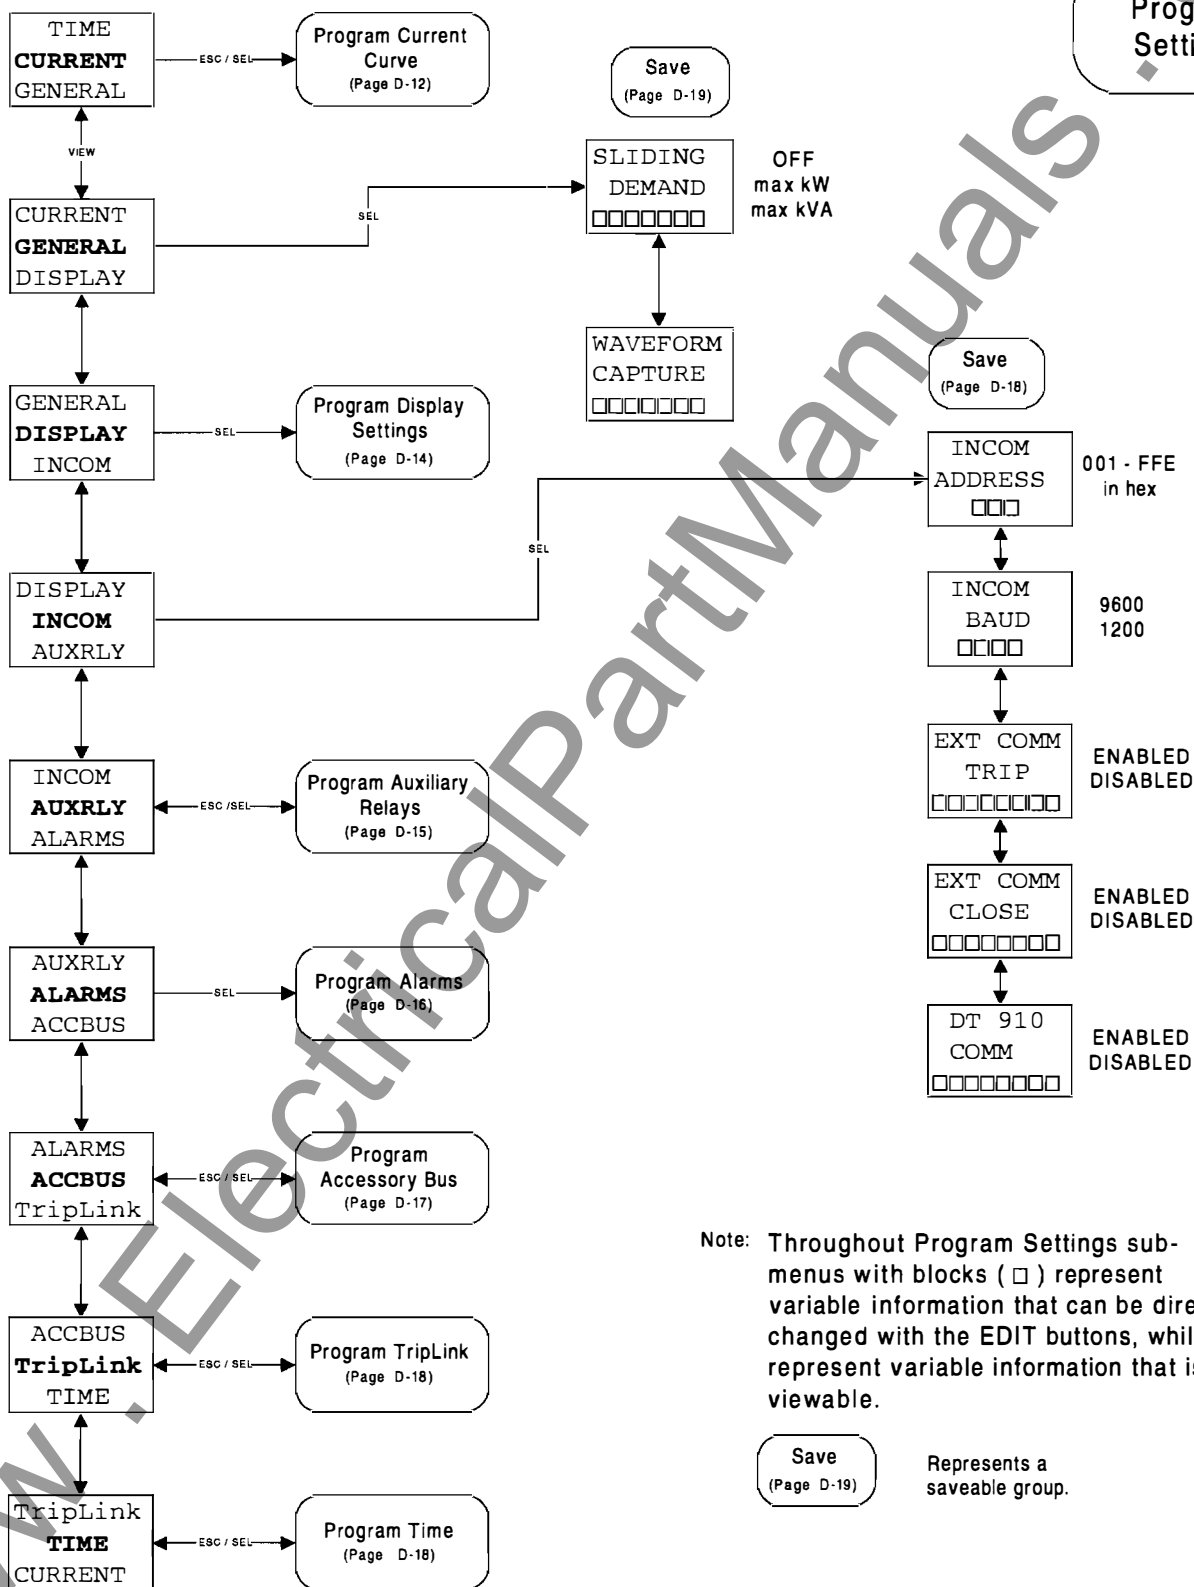 Prog
Setti
TIME
CURRENT
GENERAL
ESC / SEL
Program Current
Curve
(Page D-12)
Save
(Page D-19)
VIEW
SLIDING
DEMAND
OFF
max kW
max kVA
CURRENT
GENERAL
DISPLAY
SEL
WAVEFORM
CAPTURE
Save
(Page D-18)
GENERAL
DISPLAY
INCOM
SEL
Program Display
Settings
(Page D-14)
INCOM
ADDRESS
001 - FFE
in hex
SEL
DISPLAY
INCOM
AUXRLY
INCOM
BAUD
9600
1200
EXT COMM
TRIP
ENABLED
DISABLED
INCOM
AUXRLY
ALARMS
ESC /SEL
Program Auxiliary
Relays
(Page D-15)
EXT COMM
CLOSE
ENABLED
DISABLED
AUXRLY
ALARMS
ACCBUS
SEL
Program Alarms
(Page D-16)
DT 910
COMM
ENABLED
DISABLED
ALARMS
ACCBUS
TripLink
ESC / SEL
Program
Accessory Bus
(Page D-17)
Note: Throughout Program Settings sub-
menus with blocks ( □ ) represent
variable information that can be dire
changed with the EDIT buttons, whil
represent variable information that is
viewable.
ACCBUS
TripLink
TIME
ESC / SEL
Program TripLink
(Page D-18)
Save
(Page D-19)
Represents a
saveable group.
TripLink
TIME
CURRENT
ESC / SEL
Program Time
(Page D-18)
w . ElectricalPartManuals .